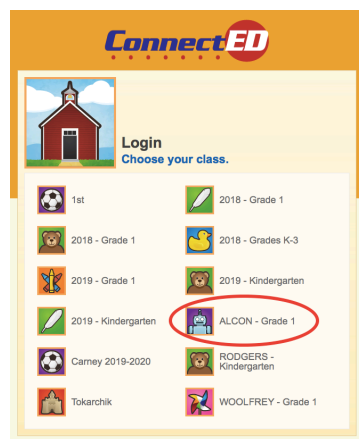 ConnectED
Login
Choose your class.
1st
2018 - Grade 1
2018 - Grade 1
2018 - Grades K-3
2019 - Grade 1
2019 - Kindergarten
2019 - Kindergarten
ALCON - Grade 1
Carney 2019-2020
RODGERS -
Kindergarten
Tokarchik
WOOLFREY - Grade 1